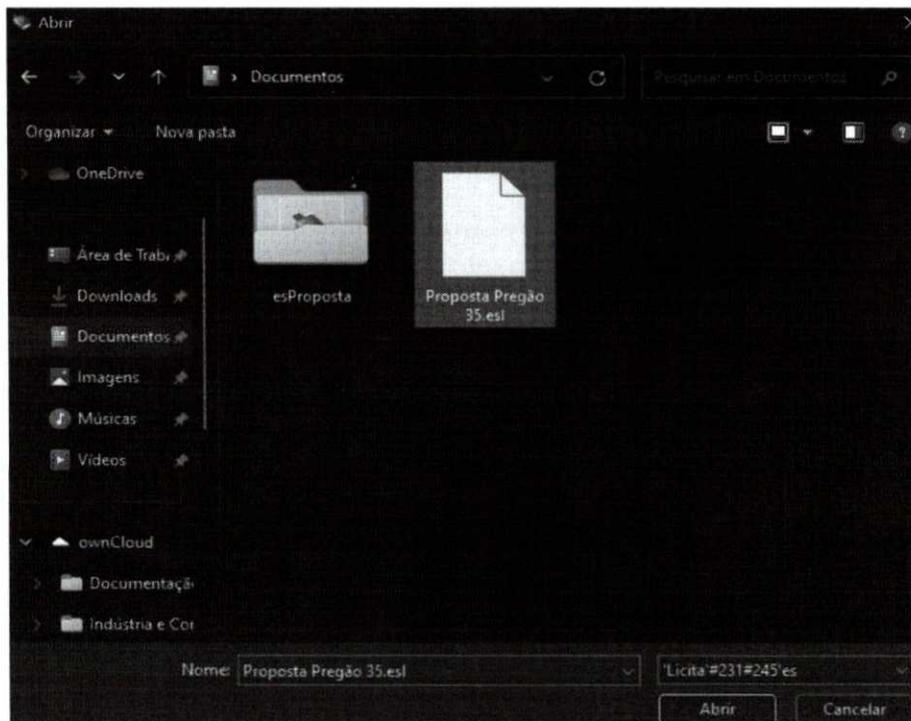 Abrir
Documentos
Pesquisar em Documentos
Organizar
Nova pasta
OneDrive
Área de Traba
Downloads
Documentos
Imagens
Músicas
Vídeos
ownCloud
Documentaçã
Indústria e Cor
esProposta
Proposta Pregão
35.esl
Nome:
Proposta Pregão 35.esl
'Licita'#231#245'es
Abrir
Cancelar